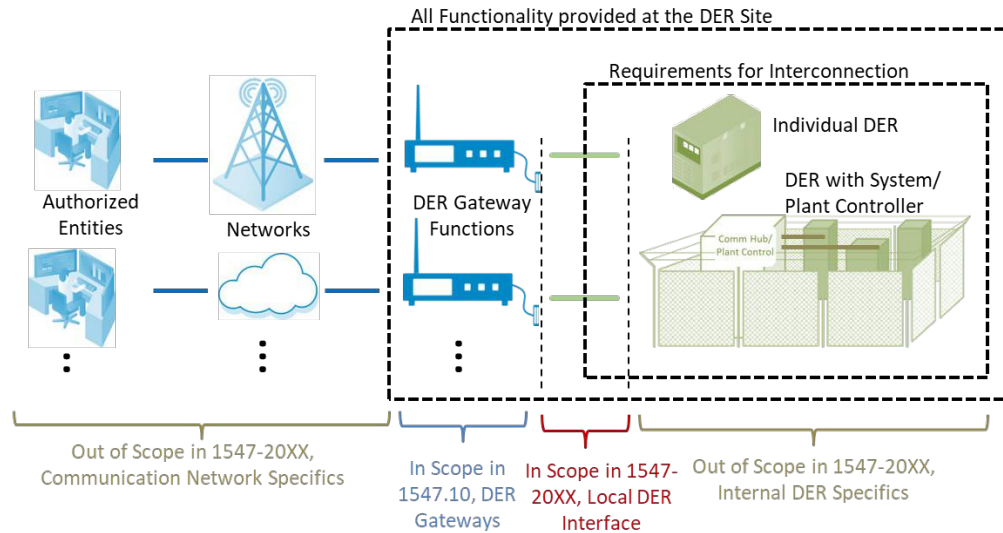 All Functionality provided at the DER Site
Requirements for Interconnection
Individual DER
DER with System/
Plant Controller
Comm Hub/
Plant Control
Authorized
Entities
Networks
DER Gateway
Functions
Out of Scope in 1547-20XX,
Communication Network Specifics
In Scope in
1547.10, DER
Gateways
In Scope in 1547-
20XX, Local DER
Interface
Out of Scope in 1547-20XX,
Internal DER Specifics